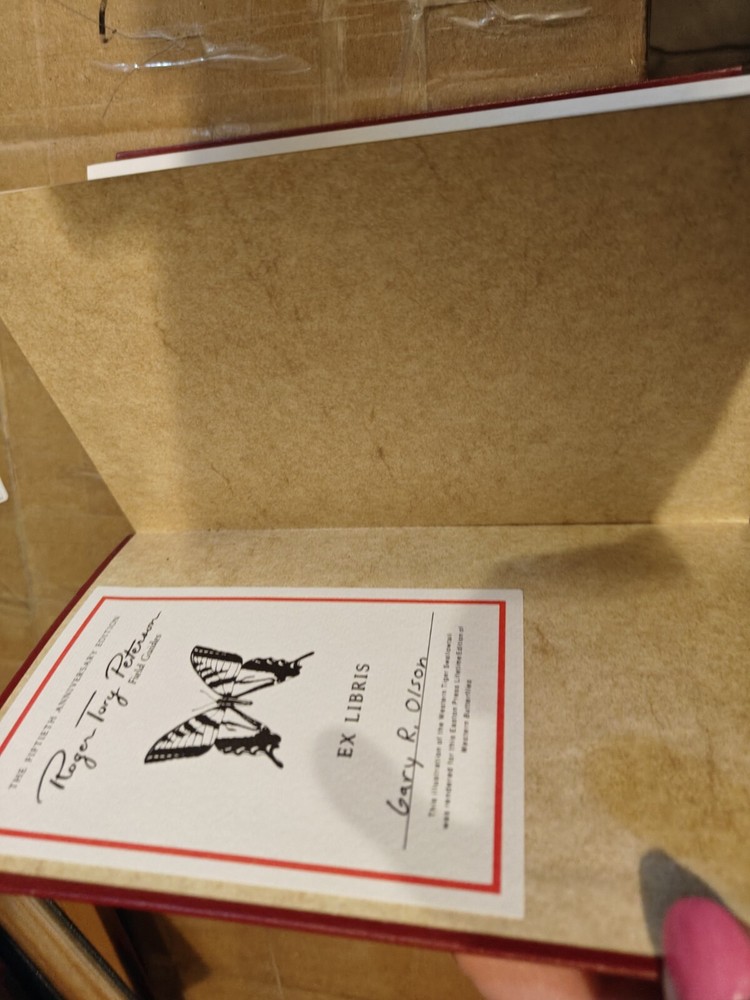 THE FIFTIETH ANNIVERSARY EDITION
Roger Tory Peterson
Field Guides
EX LIBRIS
Gary R. Olson
This illustration of the Western Tiger Swallowtail
was rendered for this Easton Press Lifetime Edition of
Western Butterflies